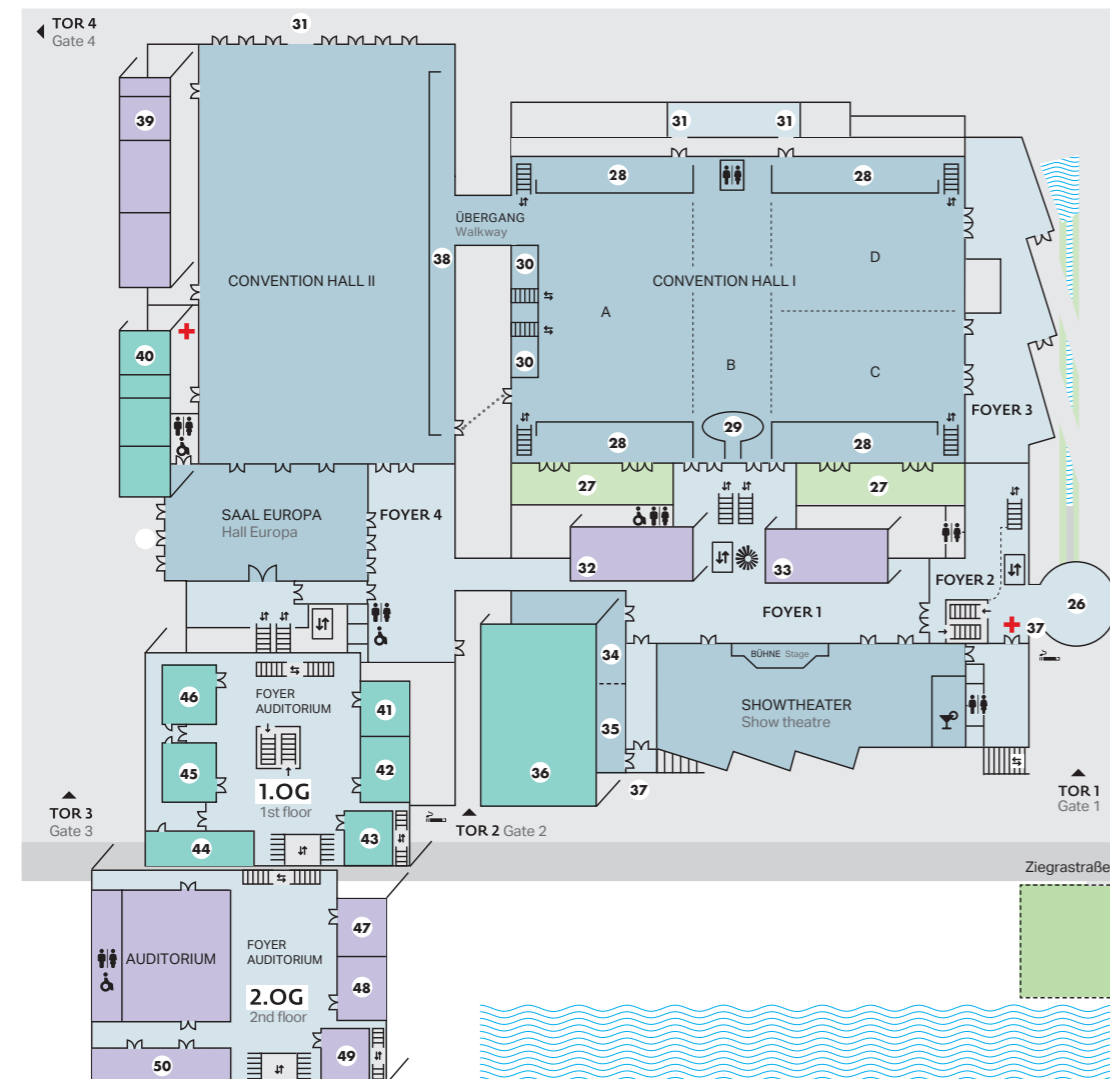 TOR 4
Gate 4
31
39
31
31
28
28
ÜBERGANG
Walkway
38
30
CONVENTION HALL II
CONVENTION HALL I
D
A
40
30
B
C
FOYER 3
28
29
28
27
27
SAAL EUROPA
Hall Europa
FOYER 4
32
33
FOYER 2
26
FOYER 1
37
34
BÜHNE Stage
46
FOYER
AUDITORIUM
41
SHOWTHEATER
Show theatre
35
45
42
36
1.OG
1st floor
37
TOR 3
Gate 3
TOR 2 Gate 2
TOR 1
Gate 1
43
44
Ziegrastraße
47
AUDITORIUM
FOYER
AUDITORIUM
48
2.OG
2nd floor
49
50